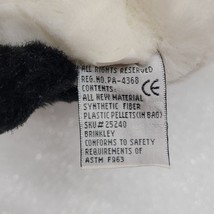 ALL RIGHTS RESERVED
REG.NO.PA-4368
CONTENTS: CE
ALL NEW MATERIAL
SYNTHETIC FIBER
PLASTIC PELLETS(IN BAG)
SKU#25240
BRINKLEY
CONFORMS TO SAFETY
REQUIREMENTS OF
ASTM F963